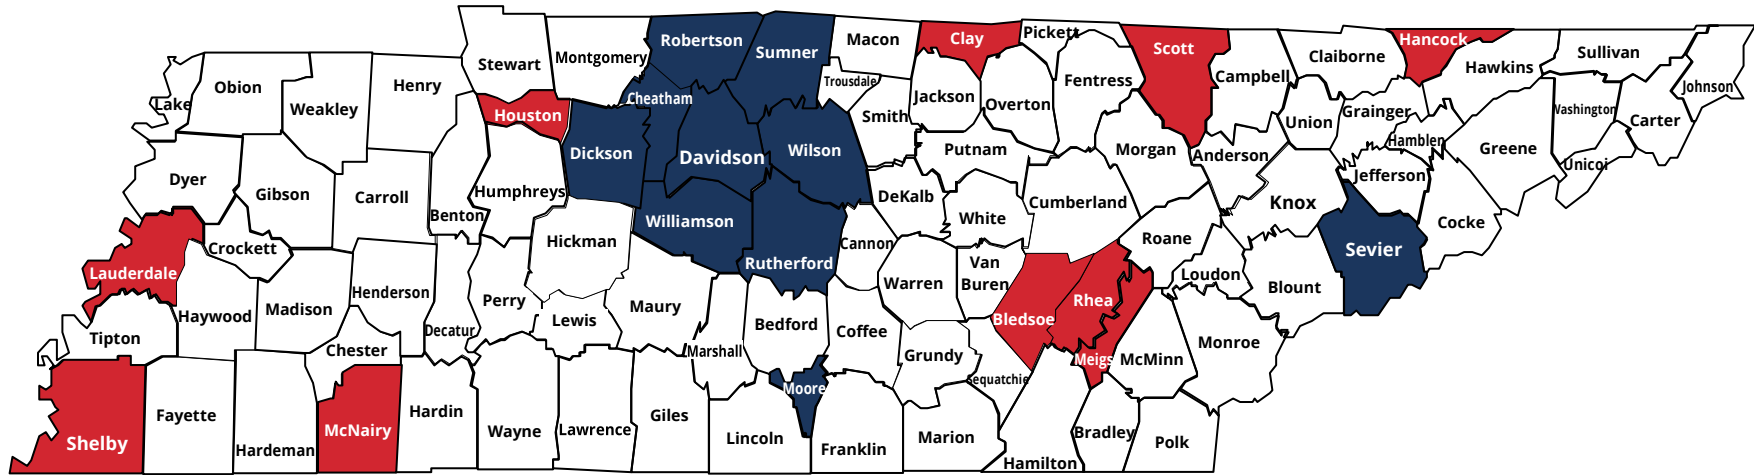 Pickett
Clay
Macon
Robertson
Hancock
Scott
Sumner
Sullivan
Claiborne
Montgomery
Stewart
Hawkins
Campbell
Fentress
Trousdale
Henry
Obion
Johnson
Jackson
Cheatham
Overton
Lake
Weakley
Washington
Grainger
Houston
Smith
Carter
Union
Hamblen
Greene
Putnam
Morgan
Wilson
Dickson
Davidson
Anderson
Unicoi
Jefferson
Dyer
Humphreys
Gibson
Carroll
DeKalb
Cumberland
Knox
Benton
White
Williamson
Cocke
Roane
Hickman
Cannon
Crockett
Sevier
Van
Buren
Rutherford
Lauderdale
Loudon
Warren
Blount
Henderson
Perry
Rhea
Maury
Madison
Haywood
Bledsoe
Lewis
Bedford
Decatur
Coffee
Tipton
Monroe
Chester
Marshall
Grundy
Meigs
McMinn
Sequatchie
Moore
Hardin
Fayette
Giles
McNairy
Lawrence
Wayne
Bradley
Lincoln
Marion
Polk
Shelby
Franklin
Hardeman
Hamilton